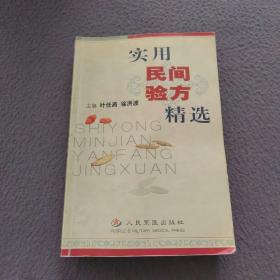 实用
民间
验方
精选
主编 叶任高 徐洪波
SHIYONG
MINJIAN
YANFANG
JINGXUAN
人民军医出版社
PEOPLE'S MILITARY MEDICAL PRESS